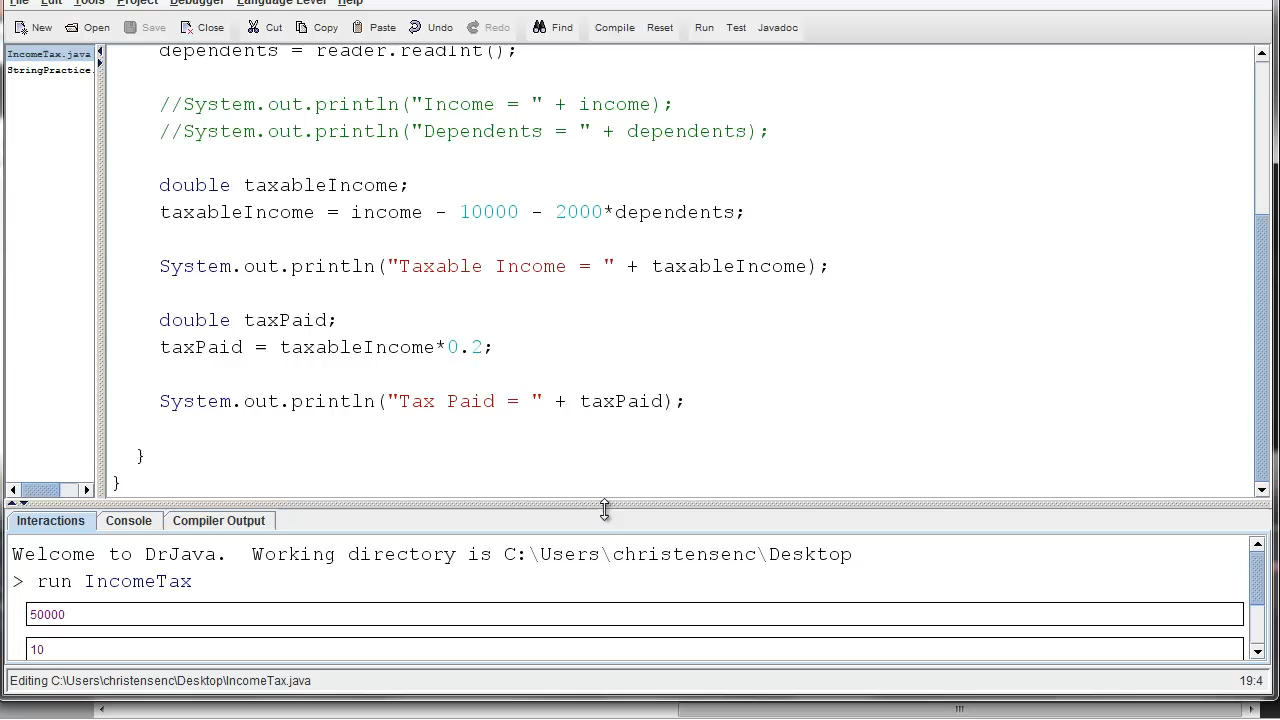 File Edit Tools Project Debugger Language Level Help
New Open Save Close Cut Copy Paste Undo Redo Find Compile Reset Run Test Javadoc
IncomeTax.java
StringPractice.
dependents = reader.readInt();
//System.out.println("Income = " + income);
//System.out.println("Dependents = " + dependents);
double taxableIncome;
taxableIncome = income - 10000 - 2000*dependents;
System.out.println("Taxable Income = " + taxableIncome);
double taxPaid;
taxPaid = taxableIncome*0.2;
System.out.println("Tax Paid = " + taxPaid);
}
}
Interactions Console Compiler Output
Welcome to DrJava. Working directory is C:\Users\christensenc\Desktop
> run IncomeTax
50000
10
Editing C:\Users\christensenc\Desktop\IncomeTax.java 19:4